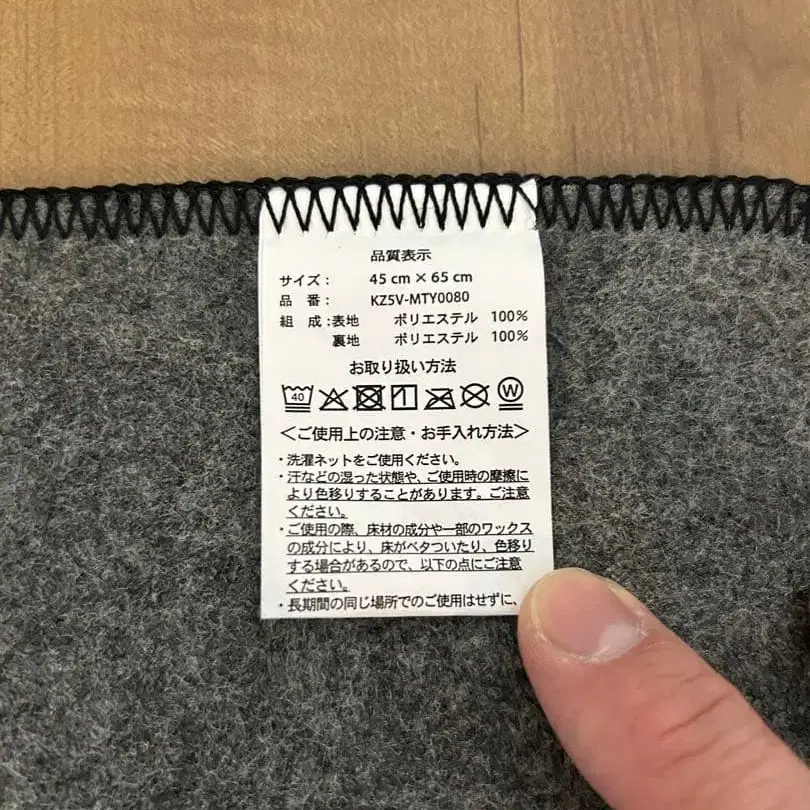 品質表示
サイズ： 45 cm × 65 cm
品　番： KZ5V-MTY0080
組　成：表地 ポリエステル 100%
裏地 ポリエステル 100%
お取り扱い方法
40 W
＜ご使用上の注意・お手入れ方法＞
・洗濯ネットをご使用ください。
・汗などの湿った状態や、ご使用時の摩擦に
より色移りすることがあります。ご注意
ください。
・ご使用の際、床材の成分や一部のワックス
の成分により、床がベタついたり、色移り
する場合があるので、以下の点にご注意
ください。
・長期間の同じ場所でのご使用はせずに、